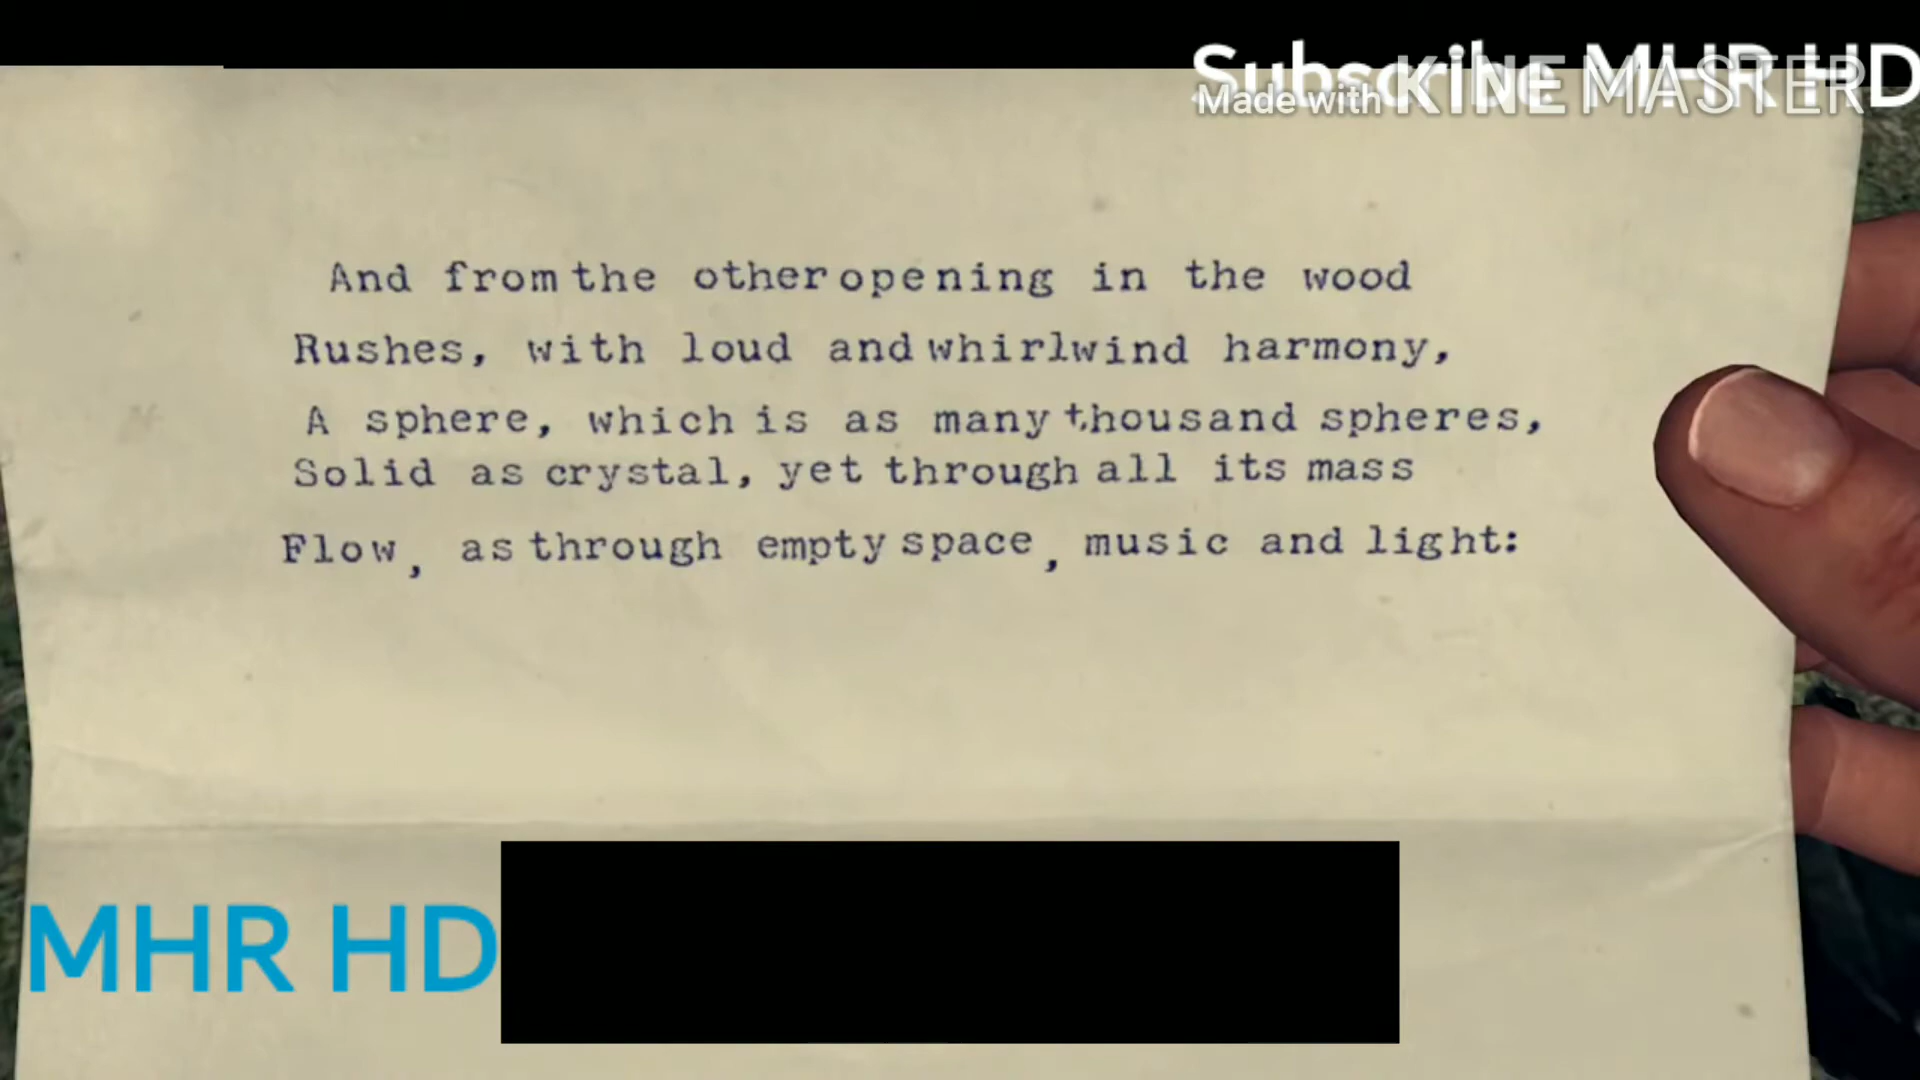 Subscribe MHR HD
Made with KINEMASTER
And from the other opening in the wood
Rushes, with loud and whirlwind harmony,
A sphere, which is as many thousand spheres,
Solid as crystal, yet through all its mass
Flow, as through empty space, music and light:
MHR HD